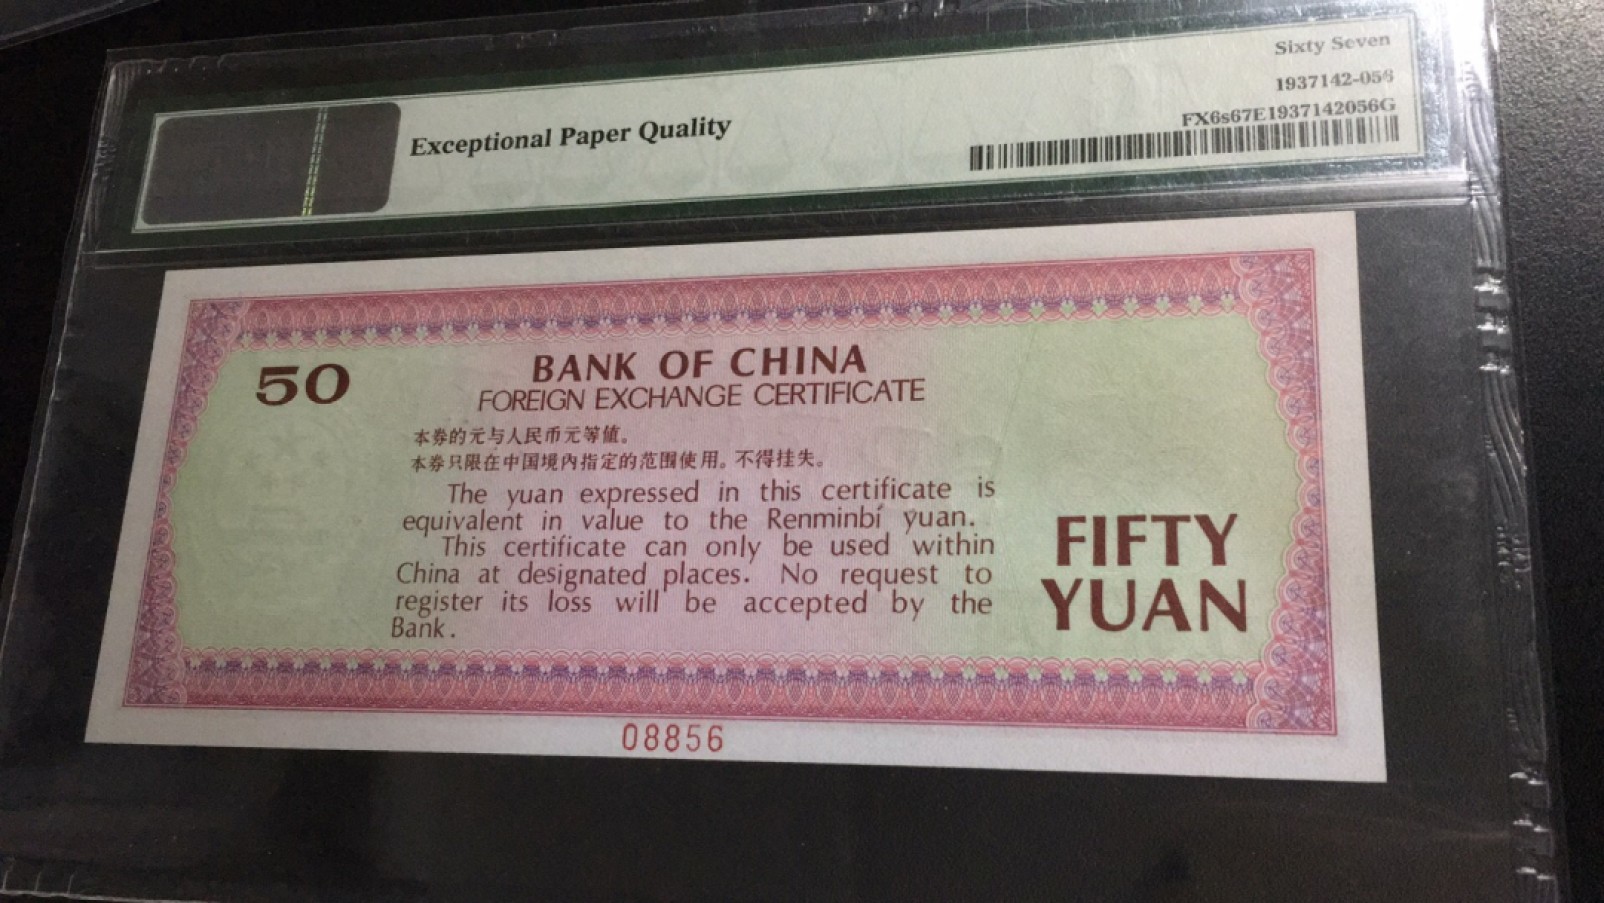 Sixty Seven
1937142-056
FX6s67E1937142056G
Exceptional Paper Quality
50
BANK OF CHINA
FOREIGN EXCHANGE CERTIFICATE
本券的元与人民币元等值。
本券只限在中国境内指定的范围使用。不得挂失。
The yuan expressed in this certificate is
equivalent in value to the Renminbi yuan.
This certificate can only be used within
China at designated places. No request to
register its loss will be accepted by the
Bank.
FIFTY
YUAN
08856